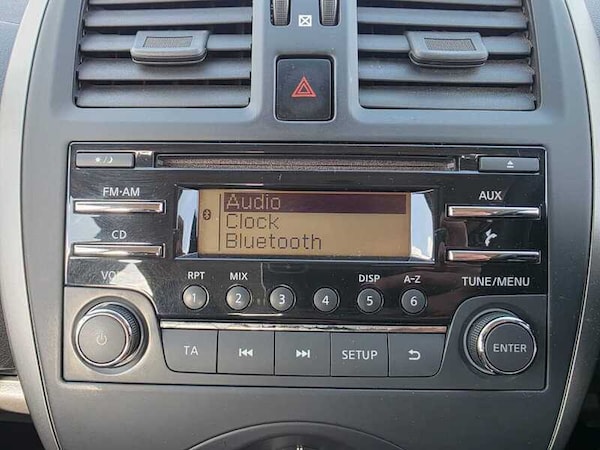 FM·AM
AUX
Audio
Clock
Bluetooth
CD
VOL
RPT MIX DISP A-Z
TUNE/MENU
1 2 3 4 5 6
TA SETUP
ENTER